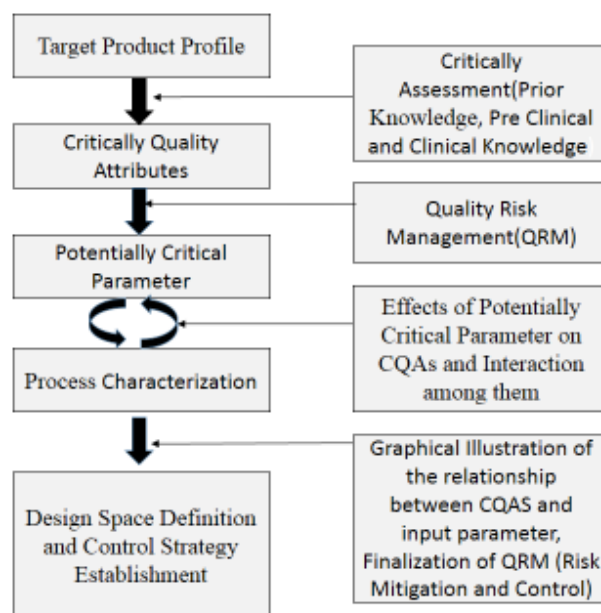 Target Product Profile
Critically
Assessment(Prior
Knowledge, Pre Clinical
and Clinical Knowledge
Critically Quality
Attributes
Quality Risk
Management(QRM)
Potentially Critical
Parameter
Effects of Potentially
Critical Parameter on
CQAs and Interaction
among them
Process Characterization
Graphical Illustration of
the relationship
between CQAS and
input parameter,
Finalization of QRM (Risk
Mitigation and Control)
Design Space Definition
and Control Strategy
Establishment